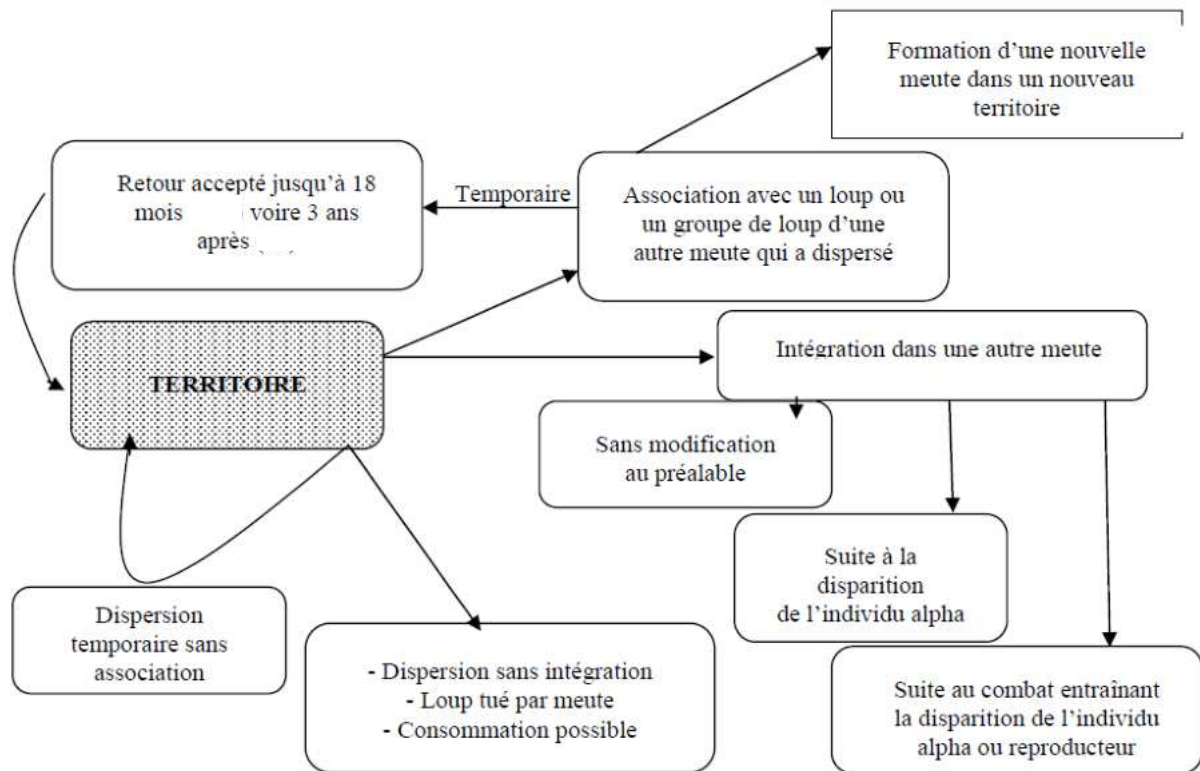 Formation d’une nouvelle
meute dans un nouveau
territoire
Retour accepté jusqu’à 18
mois voire 3 ans
après
Temporaire
Association avec un loup ou
un groupe de loup d’une
autre meute qui a dispersé
TERRITOIRE
Intégration dans une autre meute
Sans modification
au préalable
Suite à la
disparition
de l’individu alpha
Dispersion
temporaire sans
association
- Dispersion sans intégration
- Loup tué par meute
- Consommation possible
Suite au combat entraînant
la disparition de l’individu
alpha ou reproducteur